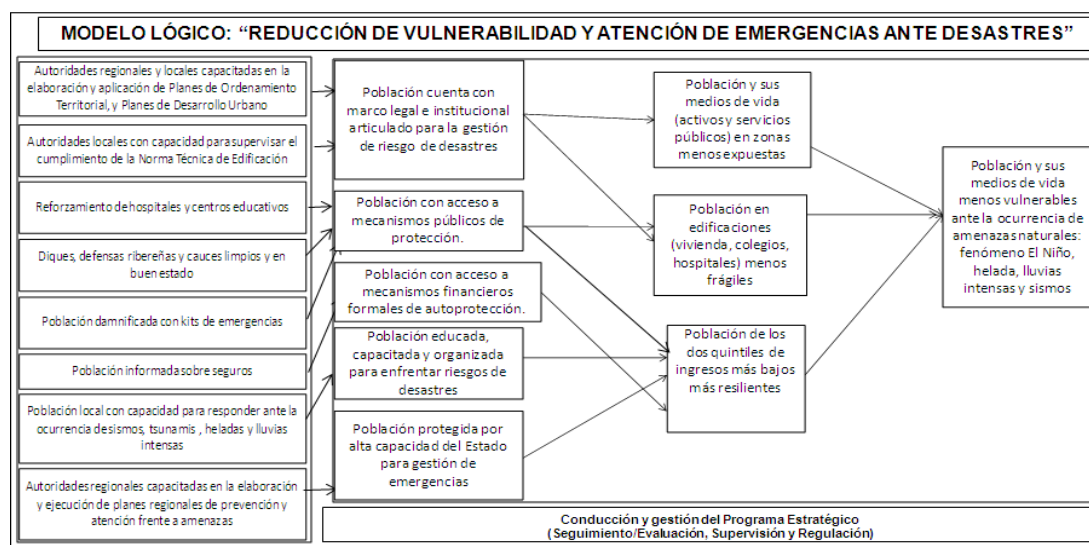 MODELO LÓGICO: “REDUCCIÓN DE VULNERABILIDAD Y ATENCIÓN DE EMERGENCIAS ANTE DESASTRES”
Autoridades regionales y locales capacitadas en la
elaboración y aplicación de Planes de Ordenamiento
Territorial, y Planes de Desarrollo Urbano
Autoridades locales con capacidad para supervisar el
cumplimiento de la Norma Técnica de Edificación
Reforzamiento de hospitales y centros educativos
Diques, defensas ribereñas y cauces limpios y en
buen estado
Población damnificada con kits de emergencias
Población informada sobre seguros
Población local con capacidad para responder ante la
ocurrencia desismos, tsunamis , heladas y lluvias
intensas
Autoridades regionales capacitadas en la elaboración
y ejecución de planes regionales de prevención y
atención frente a amenazas
Población cuenta con
marco legal e institucional
articulado para la gestión
de riesgo de desastres
Población con acceso a
mecanismos públicos de
protección.
Población con acceso a
mecanismos financieros
formales de autoprotección.
Población educada,
capacitada y organizada
para enfrentar riesgos de
desastres
Población protegida por
alta capacidad del Estado
para gestión de
emergencias
Población y sus
medios de vida
(activos y servicios
públicos) en zonas
menos expuestas
Población en
edificaciones
(vivienda, colegios,
hospitales) menos
frágiles
Población de los
dos quintiles de
ingresos más bajos
más resilientes
Población y sus
medios de vida
menos vulnerables
ante la ocurrencia de
amenazas naturales:
fenómeno El Niño,
helada, lluvias
intensas y sismos
Conducción y gestión del Programa Estratégico
(Seguimiento/Evaluación, Supervisión y Regulación)